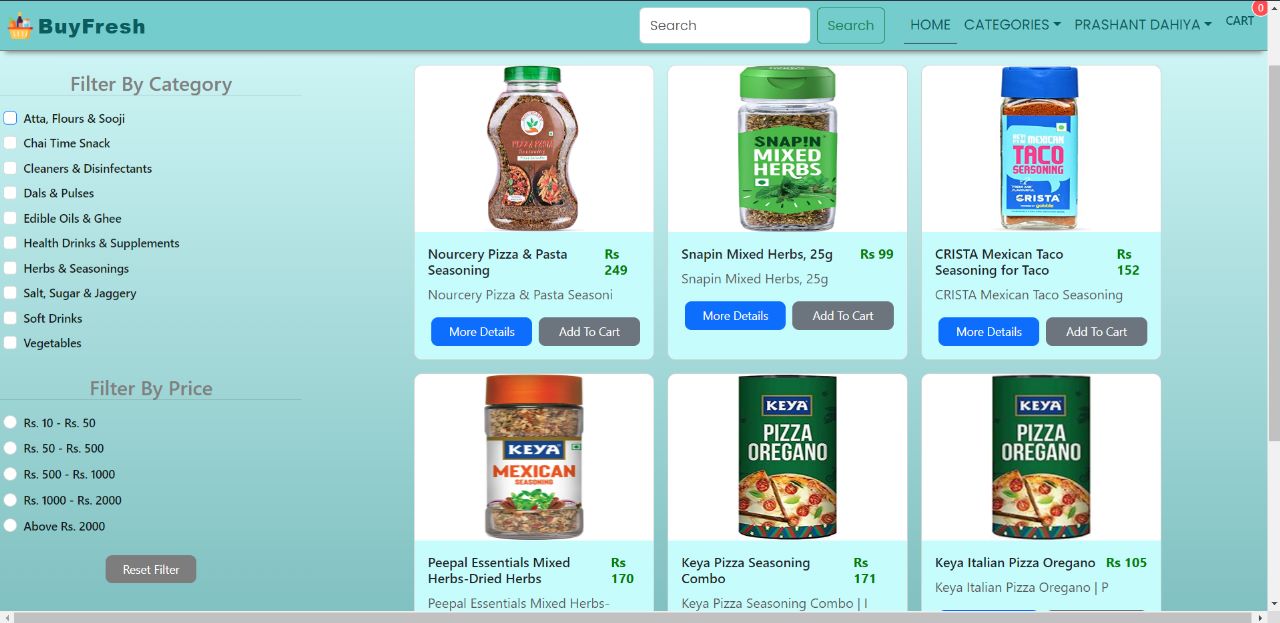 BuyFresh
Search
Search
HOME
CATEGORIES
PRASHANT DAHIYA
CART
0
Filter By Category
Atta, Flours & Sooji
Chai Time Snack
Cleaners & Disinfectants
Dals & Pulses
Edible Oils & Ghee
Health Drinks & Supplements
Herbs & Seasonings
Salt, Sugar & Jaggery
Soft Drinks
Vegetables
Filter By Price
Rs. 10 - Rs. 50
Rs. 50 - Rs. 500
Rs. 500 - Rs. 1000
Rs. 1000 - Rs. 2000
Above Rs. 2000
Reset Filter
PIZZA PASTA
Seasoning
Nourcery Pizza & Pasta
Seasoning
Rs
249
Nourcery Pizza & Pasta Seasoni
More Details
Add To Cart
SNAPIN
MIXED
HERBS
Snapin Mixed Herbs, 25g
Rs 99
Snapin Mixed Herbs, 25g
More Details
Add To Cart
MEXICAN
TACO
SEASONING
CRISTA
CRISTA Mexican Taco
Seasoning for Taco
Rs
152
CRISTA Mexican Taco Seasoning
More Details
Add To Cart
KEYA
MEXICAN
SEASONING
Peepal Essentials Mixed
Herbs-Dried Herbs
Rs
170
Peepal Essentials Mixed Herbs-
KEYA
PIZZA
OREGANO
Keya Pizza Seasoning
Combo
Rs
171
Keya Pizza Seasoning Combo | I
KEYA
PIZZA
OREGANO
Keya Italian Pizza Oregano
Rs 105
Keya Italian Pizza Oregano | P